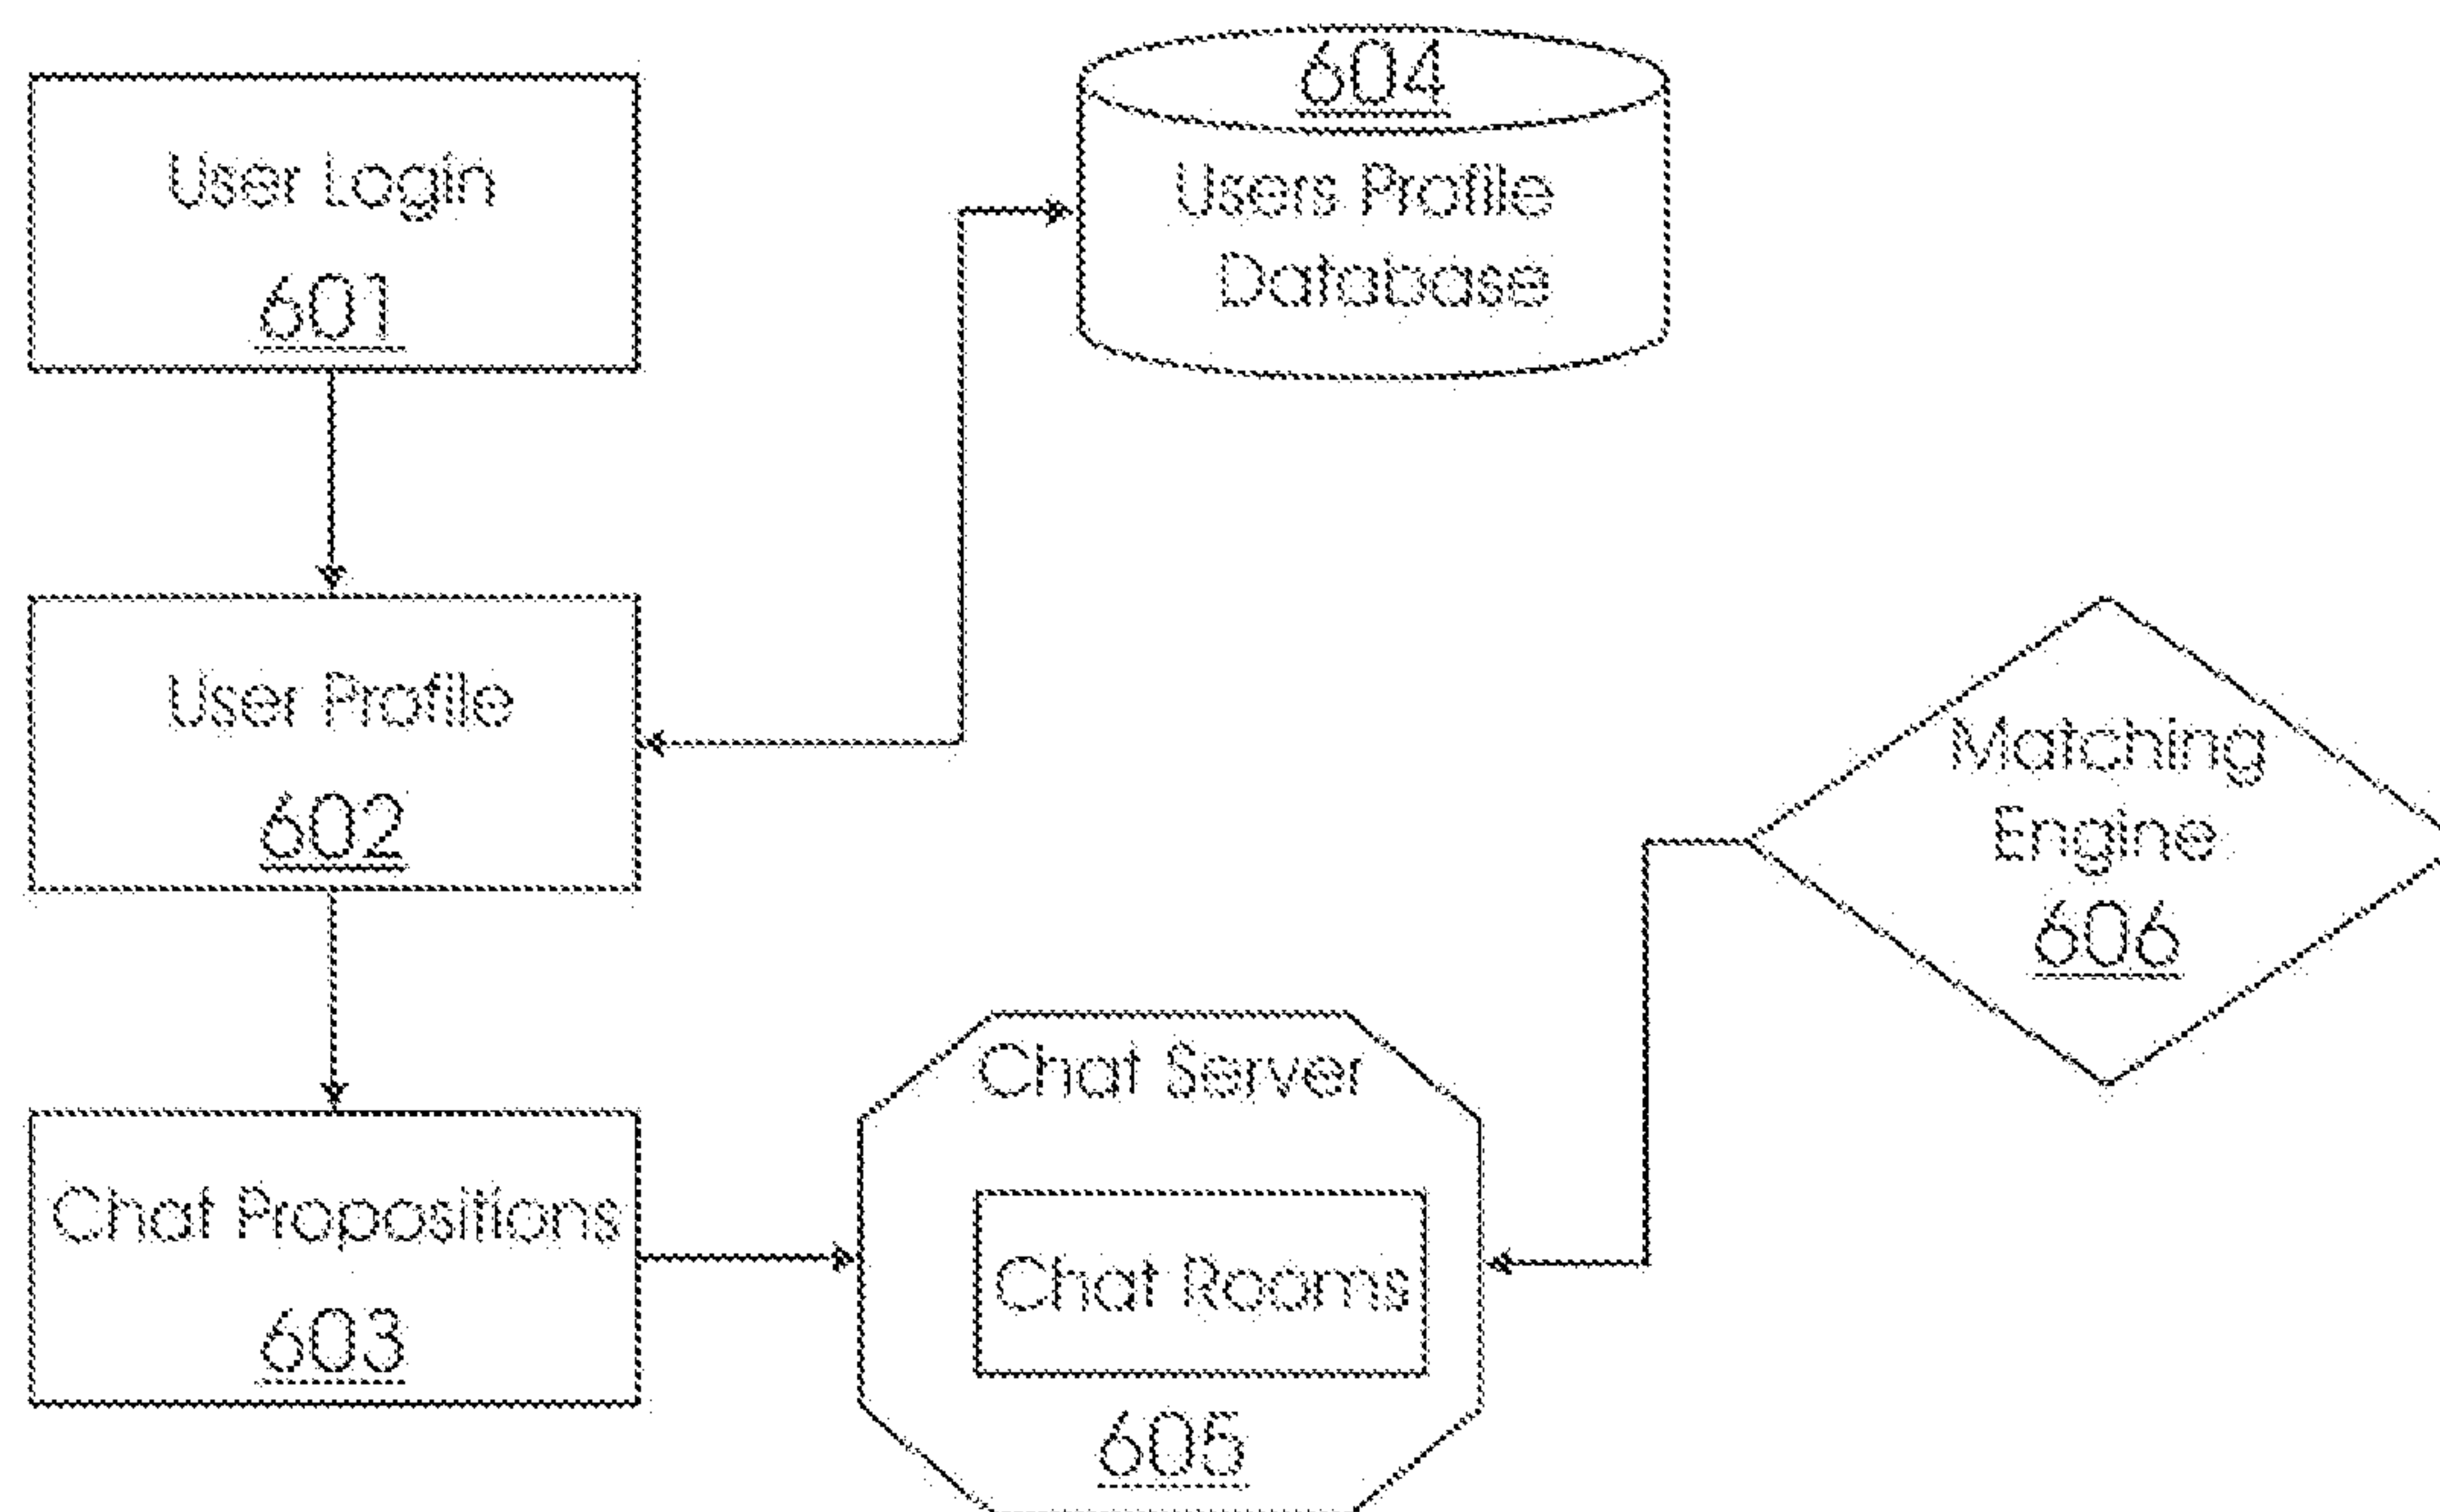 User Login
601
604
Users Profile
Database
User Profile
602
Matching
Engine
606
Chat Propositions
603
Chat Server
Chat Rooms
605